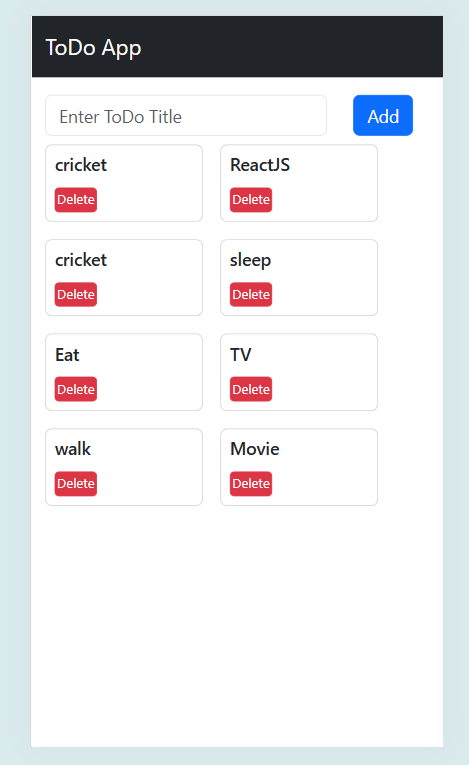 ToDo App
Enter ToDo Title
Add
cricket
Delete
ReactJS
Delete
cricket
Delete
sleep
Delete
Eat
Delete
TV
Delete
walk
Delete
Movie
Delete